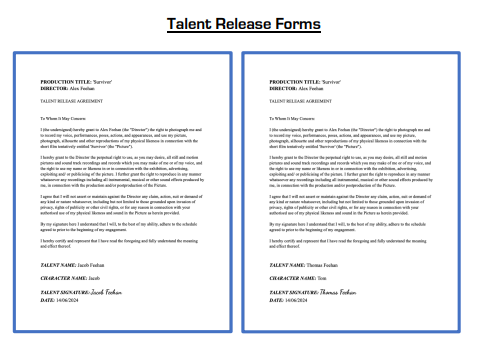 Talent Release Forms
PRODUCTION TITLE: 'Survivor'
DIRECTOR: Alex Feehan
TALENT RELEASE AGREEMENT
To Whom It May Concern:
I (the undersigned) hereby grant to Alex Feehan (the "Director") the right to photograph me and
to record my voice, performances, poses, actions, and appearances, and use my picture,
photograph, silhouette and other reproductions of my physical likeness in connection with the
short film tentatively entitled 'Survivor' (the "Picture").
I hereby grant to the Director the perpetual right to use, as you may desire, all still and motion
pictures and sound track recordings and records which you may make of me or of my voice, and
the right to use my name or likeness in or in connection with the exhibition, advertising,
exploiting and/ or publicizing of the picture. I further grant the right to reproduce in any manner
whatsoever any recordings including all instrumental, musical or other sound effects produced by
me, in connection with the production and/or postproduction of the Picture.
I agree that I will not assert or maintain against the Director any claim, action, suit or demand of
any kind or nature whatsoever, including but not limited to those grounded upon invasion of
privacy, rights of publicity or other civil rights, or for any reason in connection with your
authorised use of my physical likeness and sound in the Picture as herein provided.
By my signature here I understand that I will, to the best of my ability, adhere to the schedule
agreed to prior to the beginning of my engagement.
I hereby certify and represent that I have read the foregoing and fully understand the meaning
and effect thereof.
TALENT NAME: Jacob Feehan
CHARACTER NAME: Jacob
TALENT SIGNATURE: Jacob Feehan
DATE: 14/06/2024
PRODUCTION TITLE: 'Survivor'
DIRECTOR: Alex Feehan
TALENT RELEASE AGREEMENT
To Whom It May Concern:
I (the undersigned) hereby grant to Alex Feehan (the "Director") the right to photograph me and
to record my voice, performances, poses, actions, and appearances, and use my picture,
photograph, silhouette and other reproductions of my physical likeness in connection with the
short film tentatively entitled 'Survivor' (the "Picture").
I hereby grant to the Director the perpetual right to use, as you may desire, all still and motion
pictures and sound track recordings and records which you may make of me or of my voice, and
the right to use my name or likeness in or in connection with the exhibition, advertising,
exploiting and/ or publicizing of the picture. I further grant the right to reproduce in any manner
whatsoever any recordings including all instrumental, musical or other sound effects produced by
me, in connection with the production and/or postproduction of the Picture.
I agree that I will not assert or maintain against the Director any claim, action, suit or demand of
any kind or nature whatsoever, including but not limited to those grounded upon invasion of
privacy, rights of publicity or other civil rights, or for any reason in connection with your
authorised use of my physical likeness and sound in the Picture as herein provided.
By my signature here I understand that I will, to the best of my ability, adhere to the schedule
agreed to prior to the beginning of my engagement.
I hereby certify and represent that I have read the foregoing and fully understand the meaning
and effect thereof.
TALENT NAME: Thomas Feehan
CHARACTER NAME: Tom
TALENT SIGNATURE: Thomas Feehan
DATE: 14/06/2024